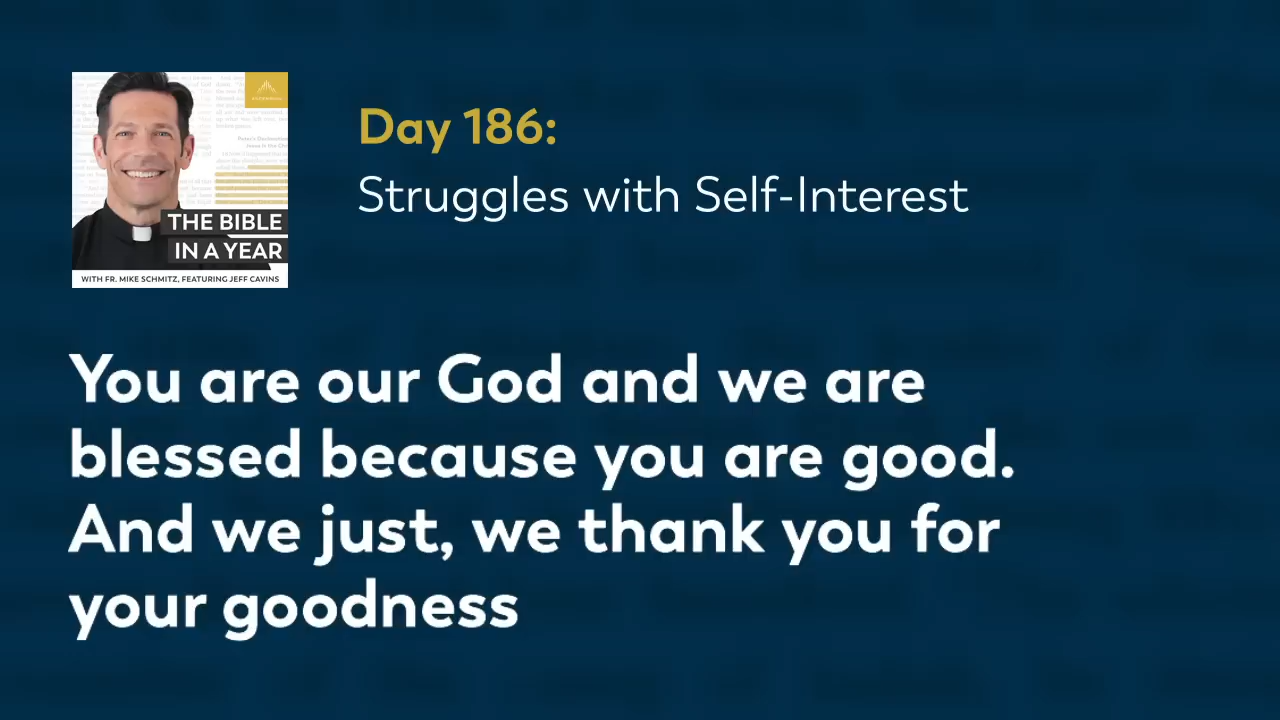 Day 186:
Struggles with Self-Interest
THE BIBLE
IN A YEAR
WITH FR. MIKE SCHMITZ, FEATURING JEFF CAVINS
You are our God and we are
blessed because you are good.
And we just, we thank you for
your goodness